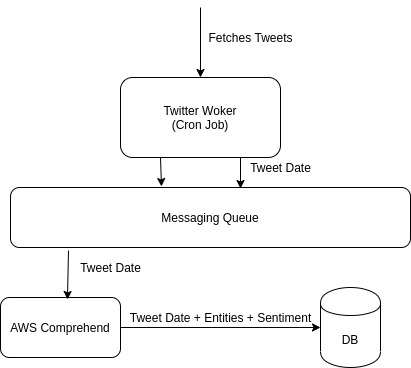 Fetches Tweets
Twitter Woker
(Cron Job)
Tweet Date
Messaging Queue
Tweet Date
AWS Comprehend
Tweet Date + Entities + Sentiment
DB